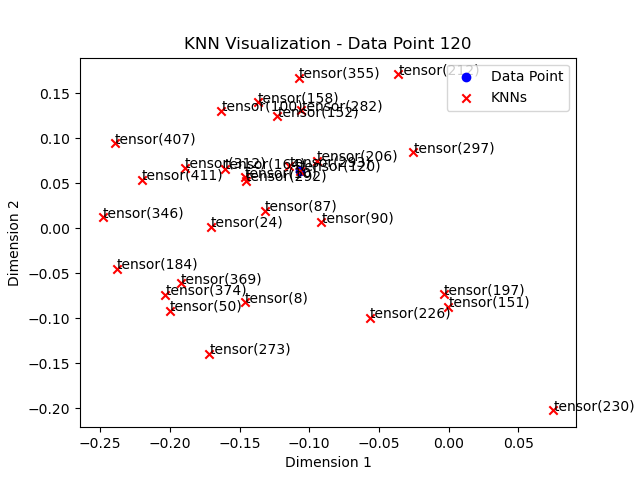 KNN Visualization - Data Point 120
tensor(355)
tensor(212)
Data Point
KNNs
tensor(158)
tensor(100)
tensor(282)
tensor(152)
tensor(407)
tensor(297)
tensor(206)
tensor(293)
tensor(312)
tensor(120)
tensor(411)
tensor(292)
tensor(346)
tensor(87)
tensor(24)
tensor(90)
tensor(184)
tensor(369)
tensor(374)
tensor(50)
tensor(8)
tensor(197)
tensor(151)
tensor(226)
tensor(273)
tensor(230)
0.15
0.10
0.05
0.00
−0.05
−0.10
−0.15
−0.20
Dimension 2
−0.25 −0.20 −0.15 −0.10 −0.05 0.00 0.05
Dimension 1